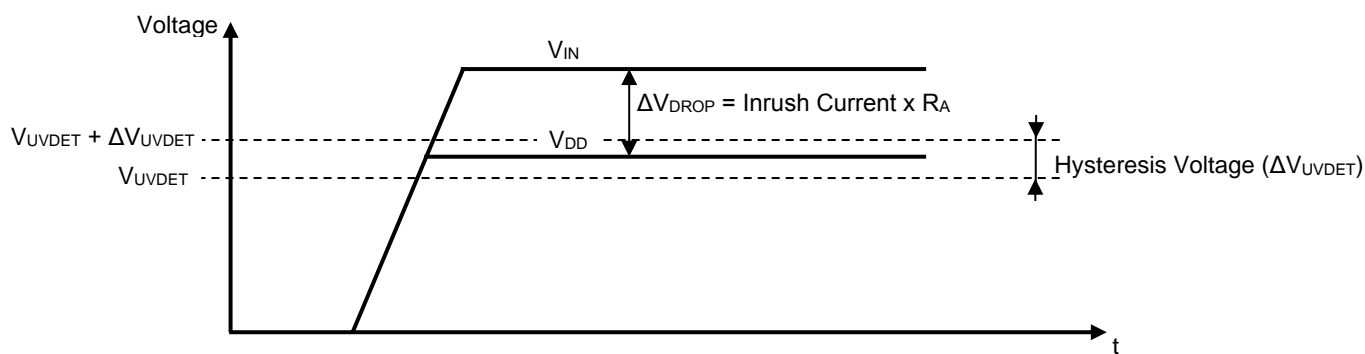 Voltage
VIN
ΔVDROP = Inrush Current x RA
VUVDET + ΔVUVDET
VDD
Hysteresis Voltage (ΔVUVDET)
VUVDET
t